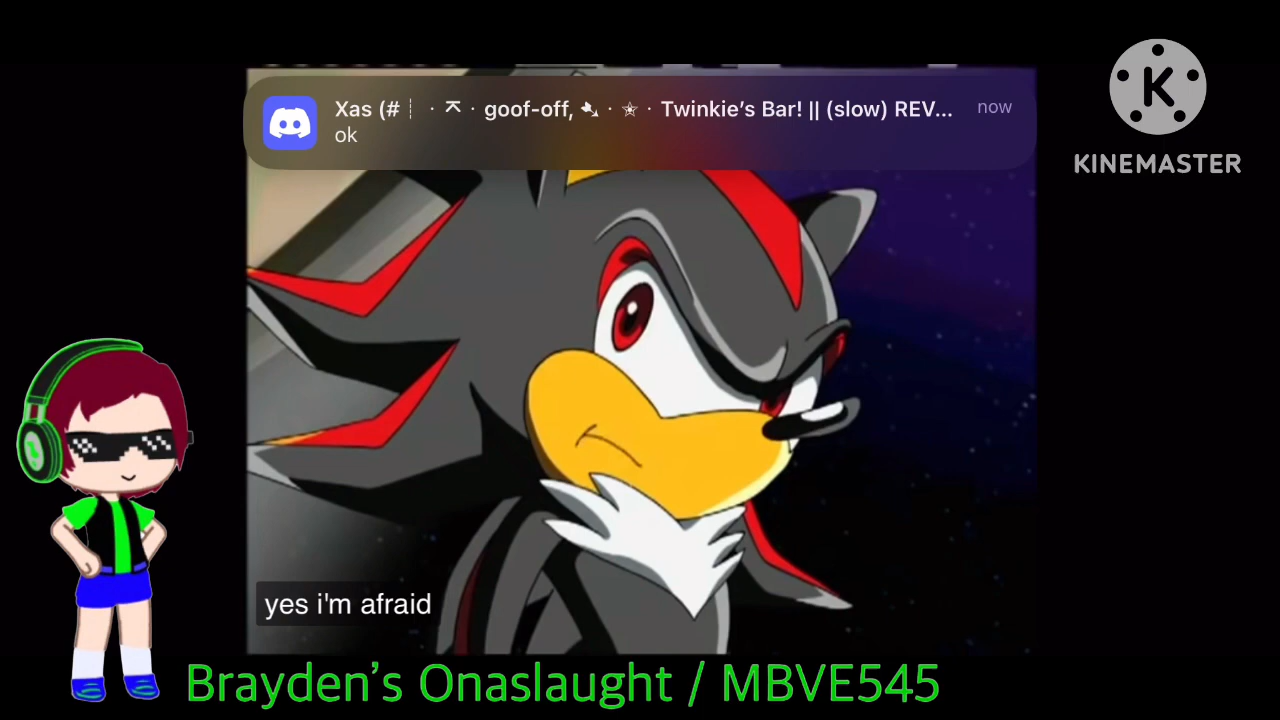 Xas (# ┊ · ㅈ · goof-off, ➷ · ✬ · Twinkie’s Bar! || (slow) REV...
now
ok
KINEMASTER
yes i'm afraid
Brayden’s Onaslaught / MBVE545